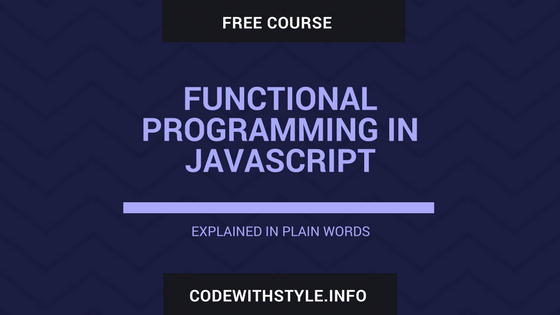 FREE COURSE
FUNCTIONAL
PROGRAMMING IN
JAVASCRIPT
EXPLAINED IN PLAIN WORDS
CODEWITHSTYLE.INFO